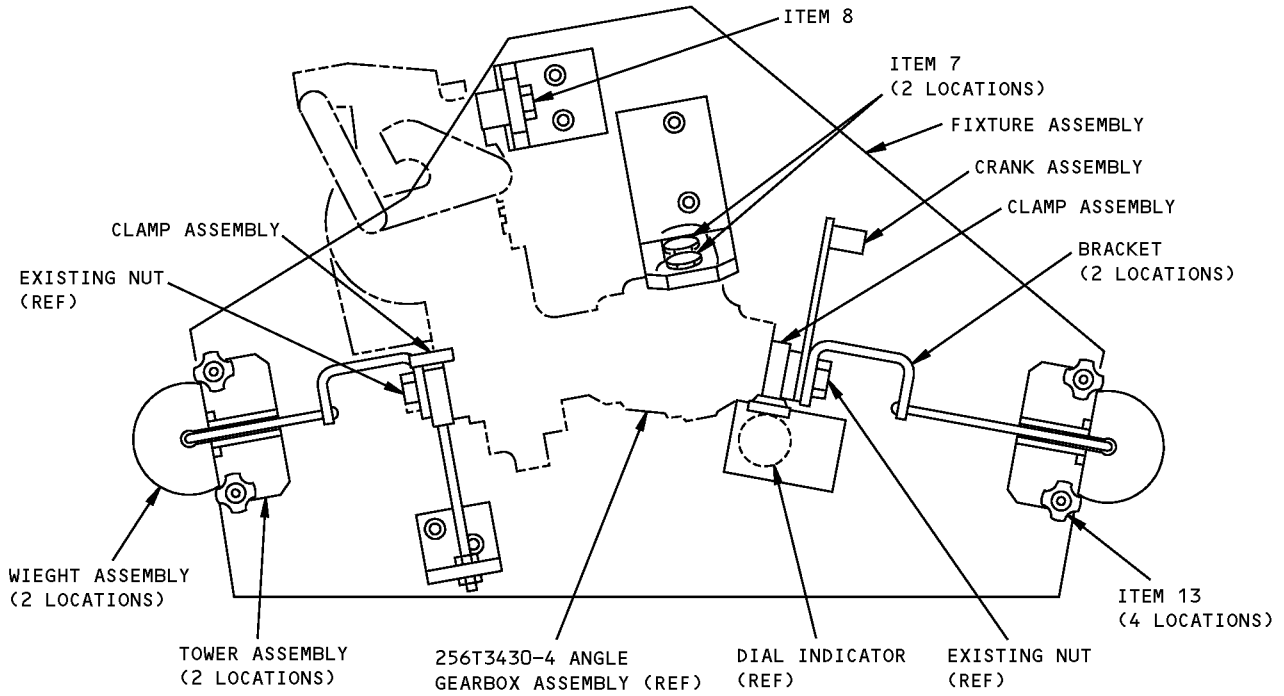 ITEM 8
ITEM 7
(2 LOCATIONS)
FIXTURE ASSEMBLY
CRANK ASSEMBLY
CLAMP ASSEMBLY
BRACKET
(2 LOCATIONS)
CLAMP ASSEMBLY
EXISTING NUT
(REF)
WIEGHT ASSEMBLY
(2 LOCATIONS)
TOWER ASSEMBLY
(2 LOCATIONS)
256T3430-4 ANGLE
GEARBOX ASSEMBLY (REF)
DIAL INDICATOR
(REF)
EXISTING NUT
(REF)
ITEM 13
(4 LOCATIONS)